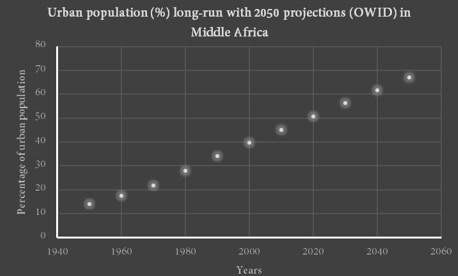 Urban population (%) long-run with 2050 projections (OWID) in
Middle Africa
Percentage of urban population
80
70
60
50
40
30
20
10
0
1940 1960 1980 2000 2020 2040 2060
Years